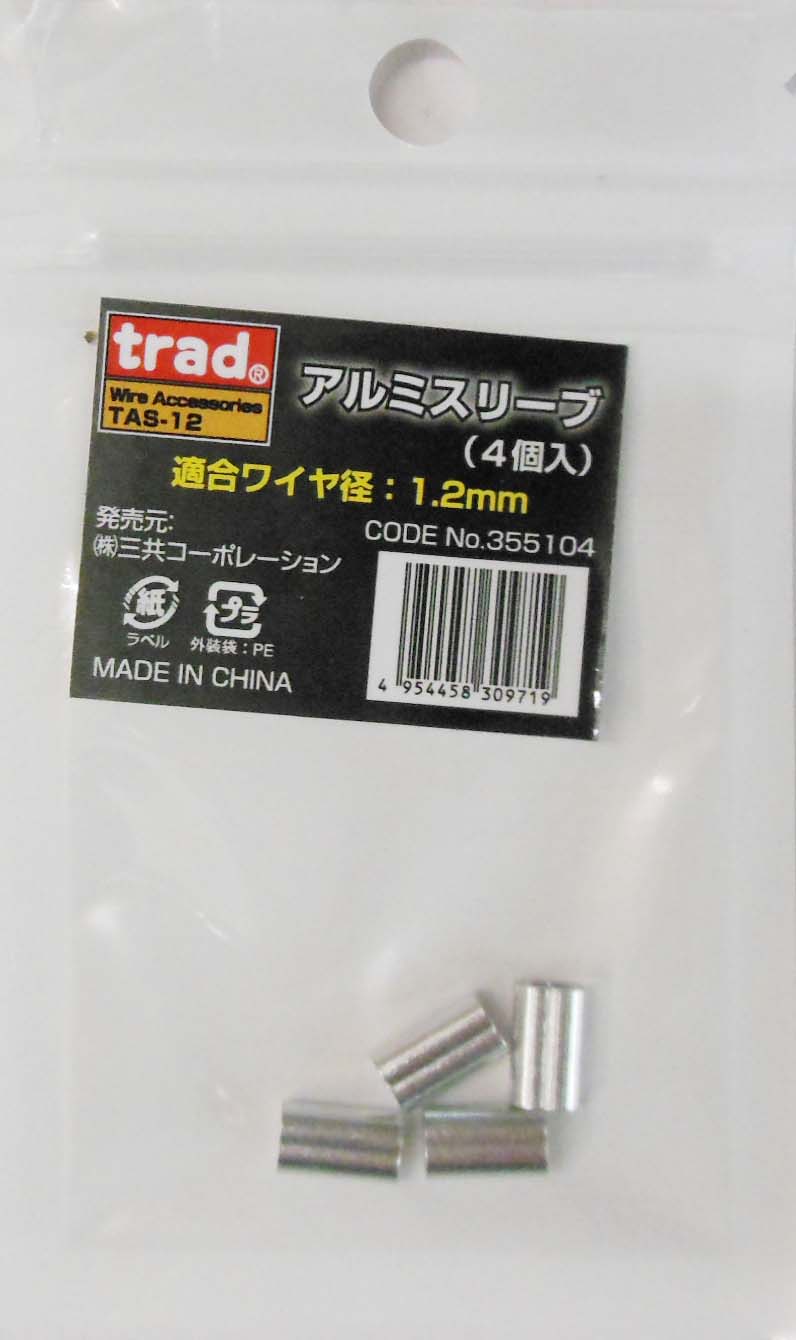 trad®
Wire Accessories
TAS-12
アルミスリーブ
（4個入）
適合ワイヤ径：1.2mm
発売元:
㈱三共コーポレーション
CODE No.355104
紙
ラベル
プラ
外装袋：PE
MADE IN CHINA
4 954458 309719